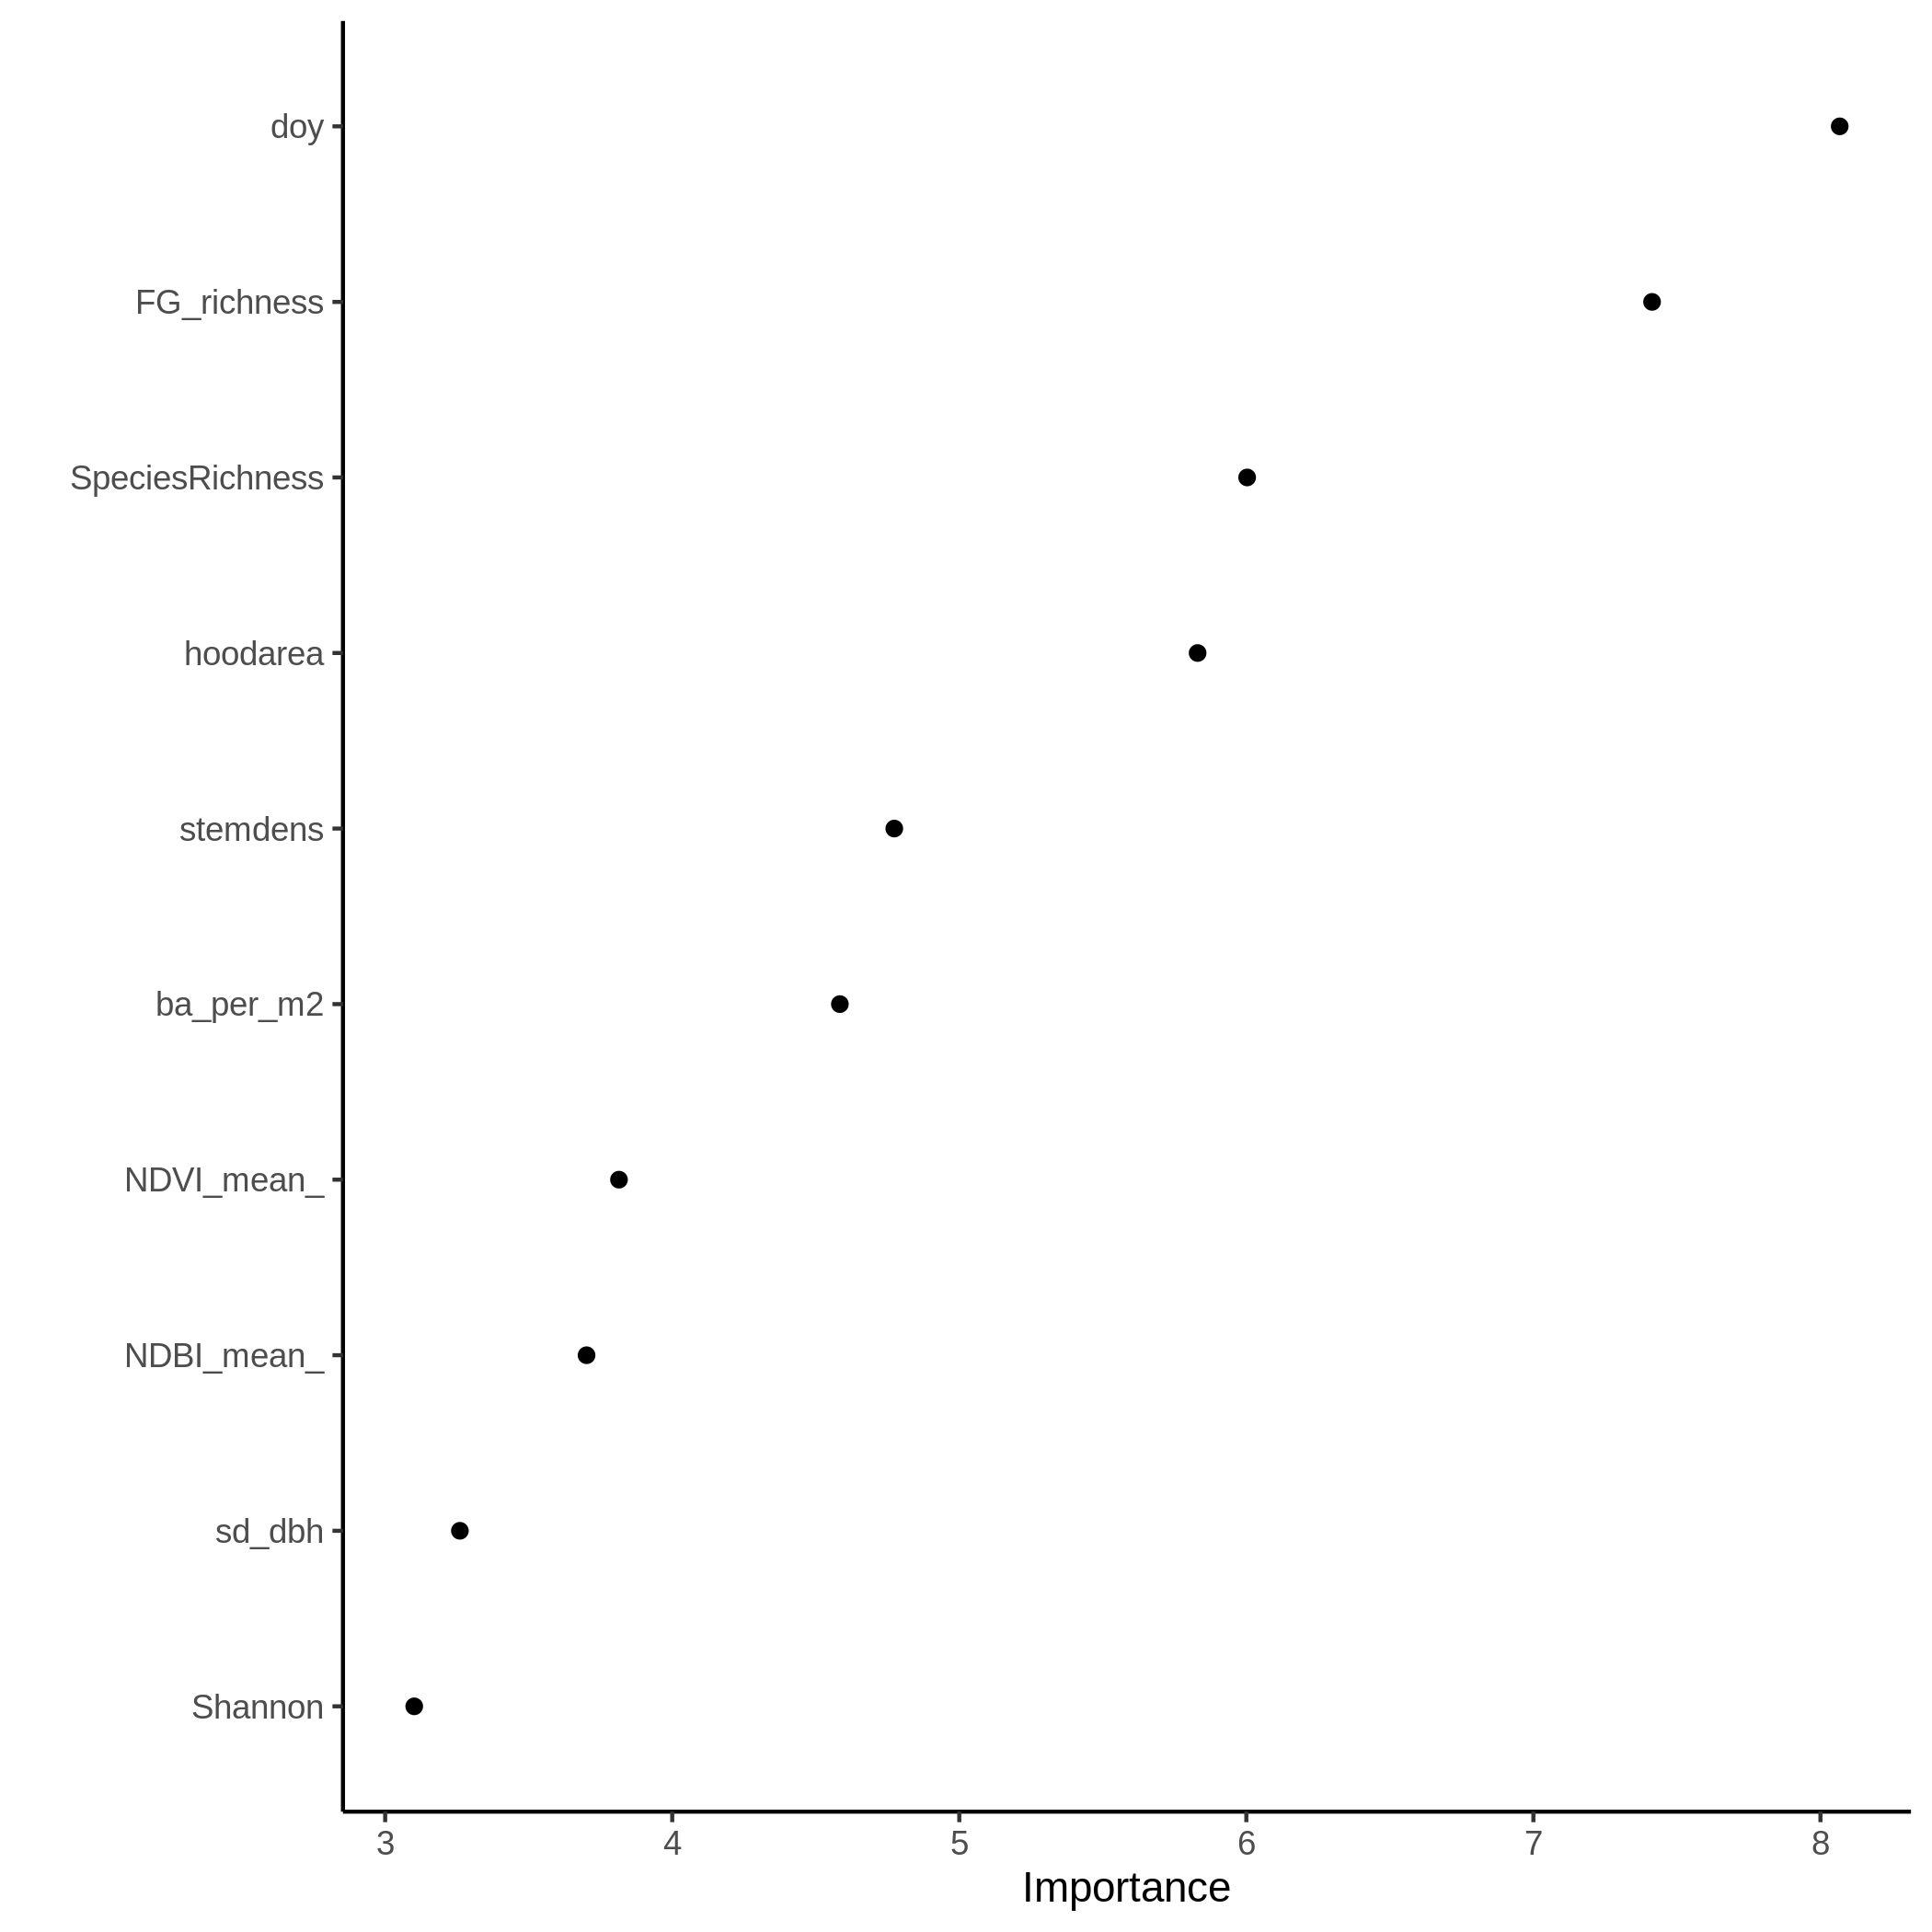 doy
FG_richness
SpeciesRichness
hoodarea
stemdens
ba_per_m2
NDVI_mean_
NDBI_mean_
sd_dbh
Shannon
3 4 5 6 7 8
Importance